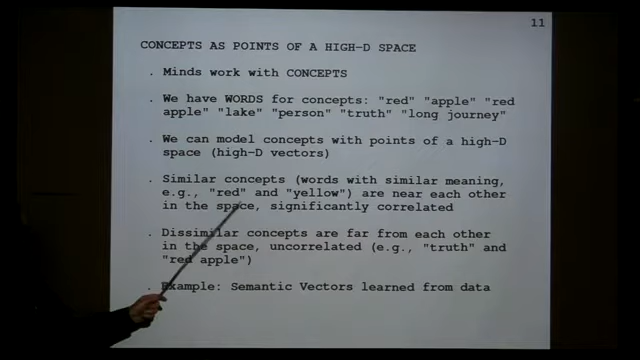 11
CONCEPTS AS POINTS OF A HIGH-D SPACE
. Minds work with CONCEPTS
. We have WORDS for concepts: "red" "apple" "red
apple" "lake" "person" "truth" "long journey"
. We can model concepts with points of a high-D
space (high-D vectors)
. Similar concepts (words with similar meaning,
e.g., "red" and "yellow") are near each other
in the space, significantly correlated
. Dissimilar concepts are far from each other
in the space, uncorrelated (e.g., "truth" and
"red apple")
. Example: Semantic Vectors learned from data